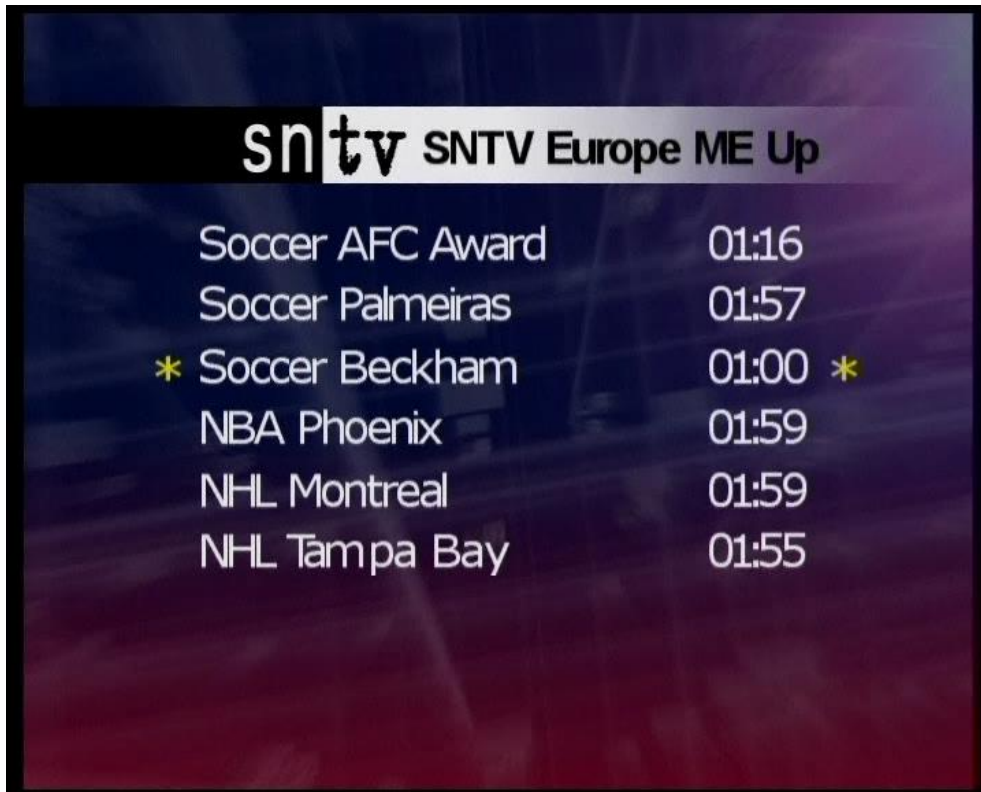 sntv SNTV Europe ME Up
Soccer AFC Award 01:16
Soccer Palmeiras 01:57
* Soccer Beckham 01:00 *
NBA Phoenix 01:59
NHL Montreal 01:59
NHL Tampa Bay 01:55